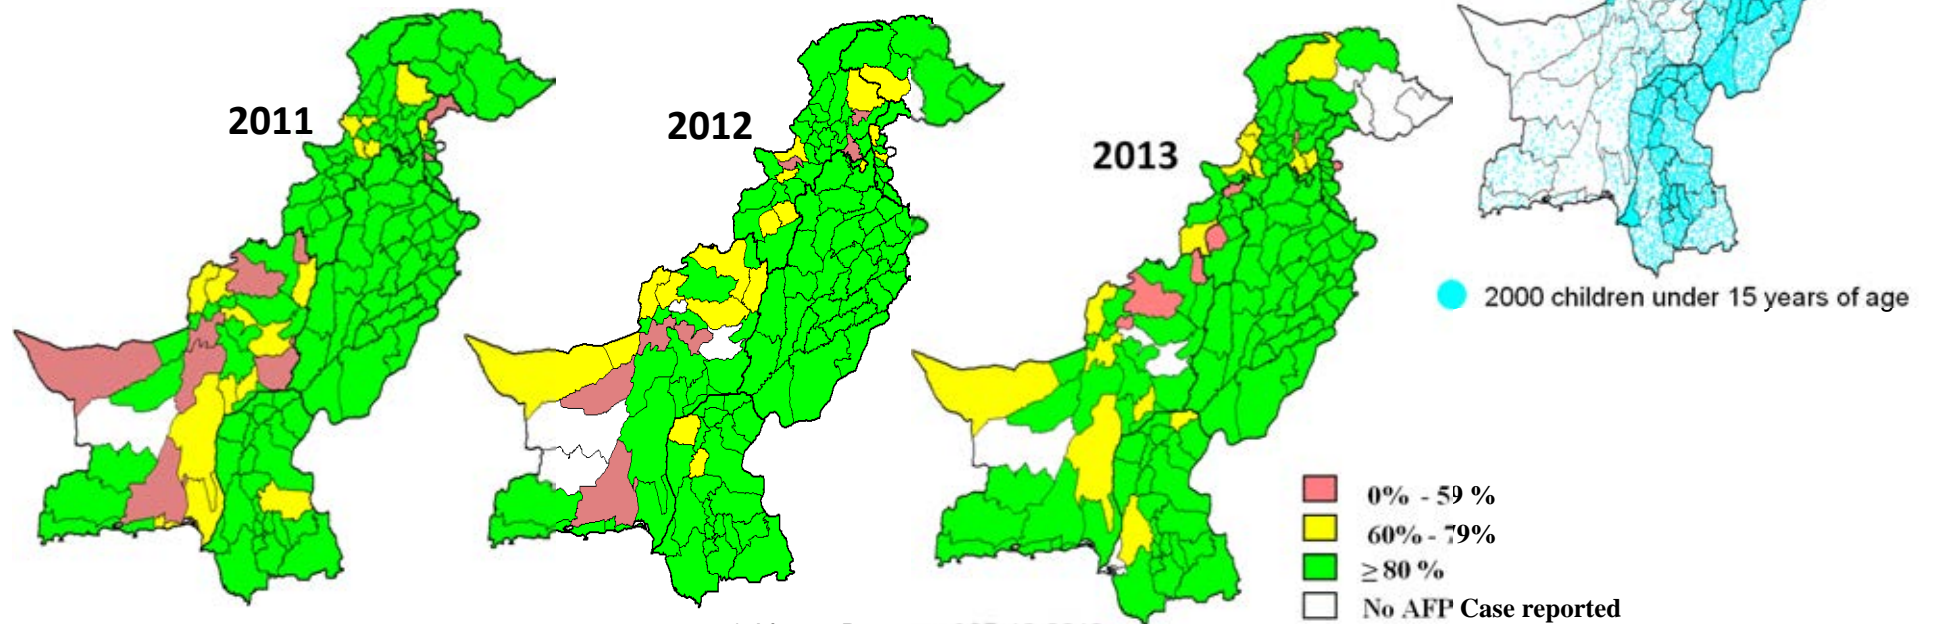 2011
2012
2013
2000 children under 15 years of age
0% - 59 %
60% - 79%
≥ 80 %
No AFP Case reported